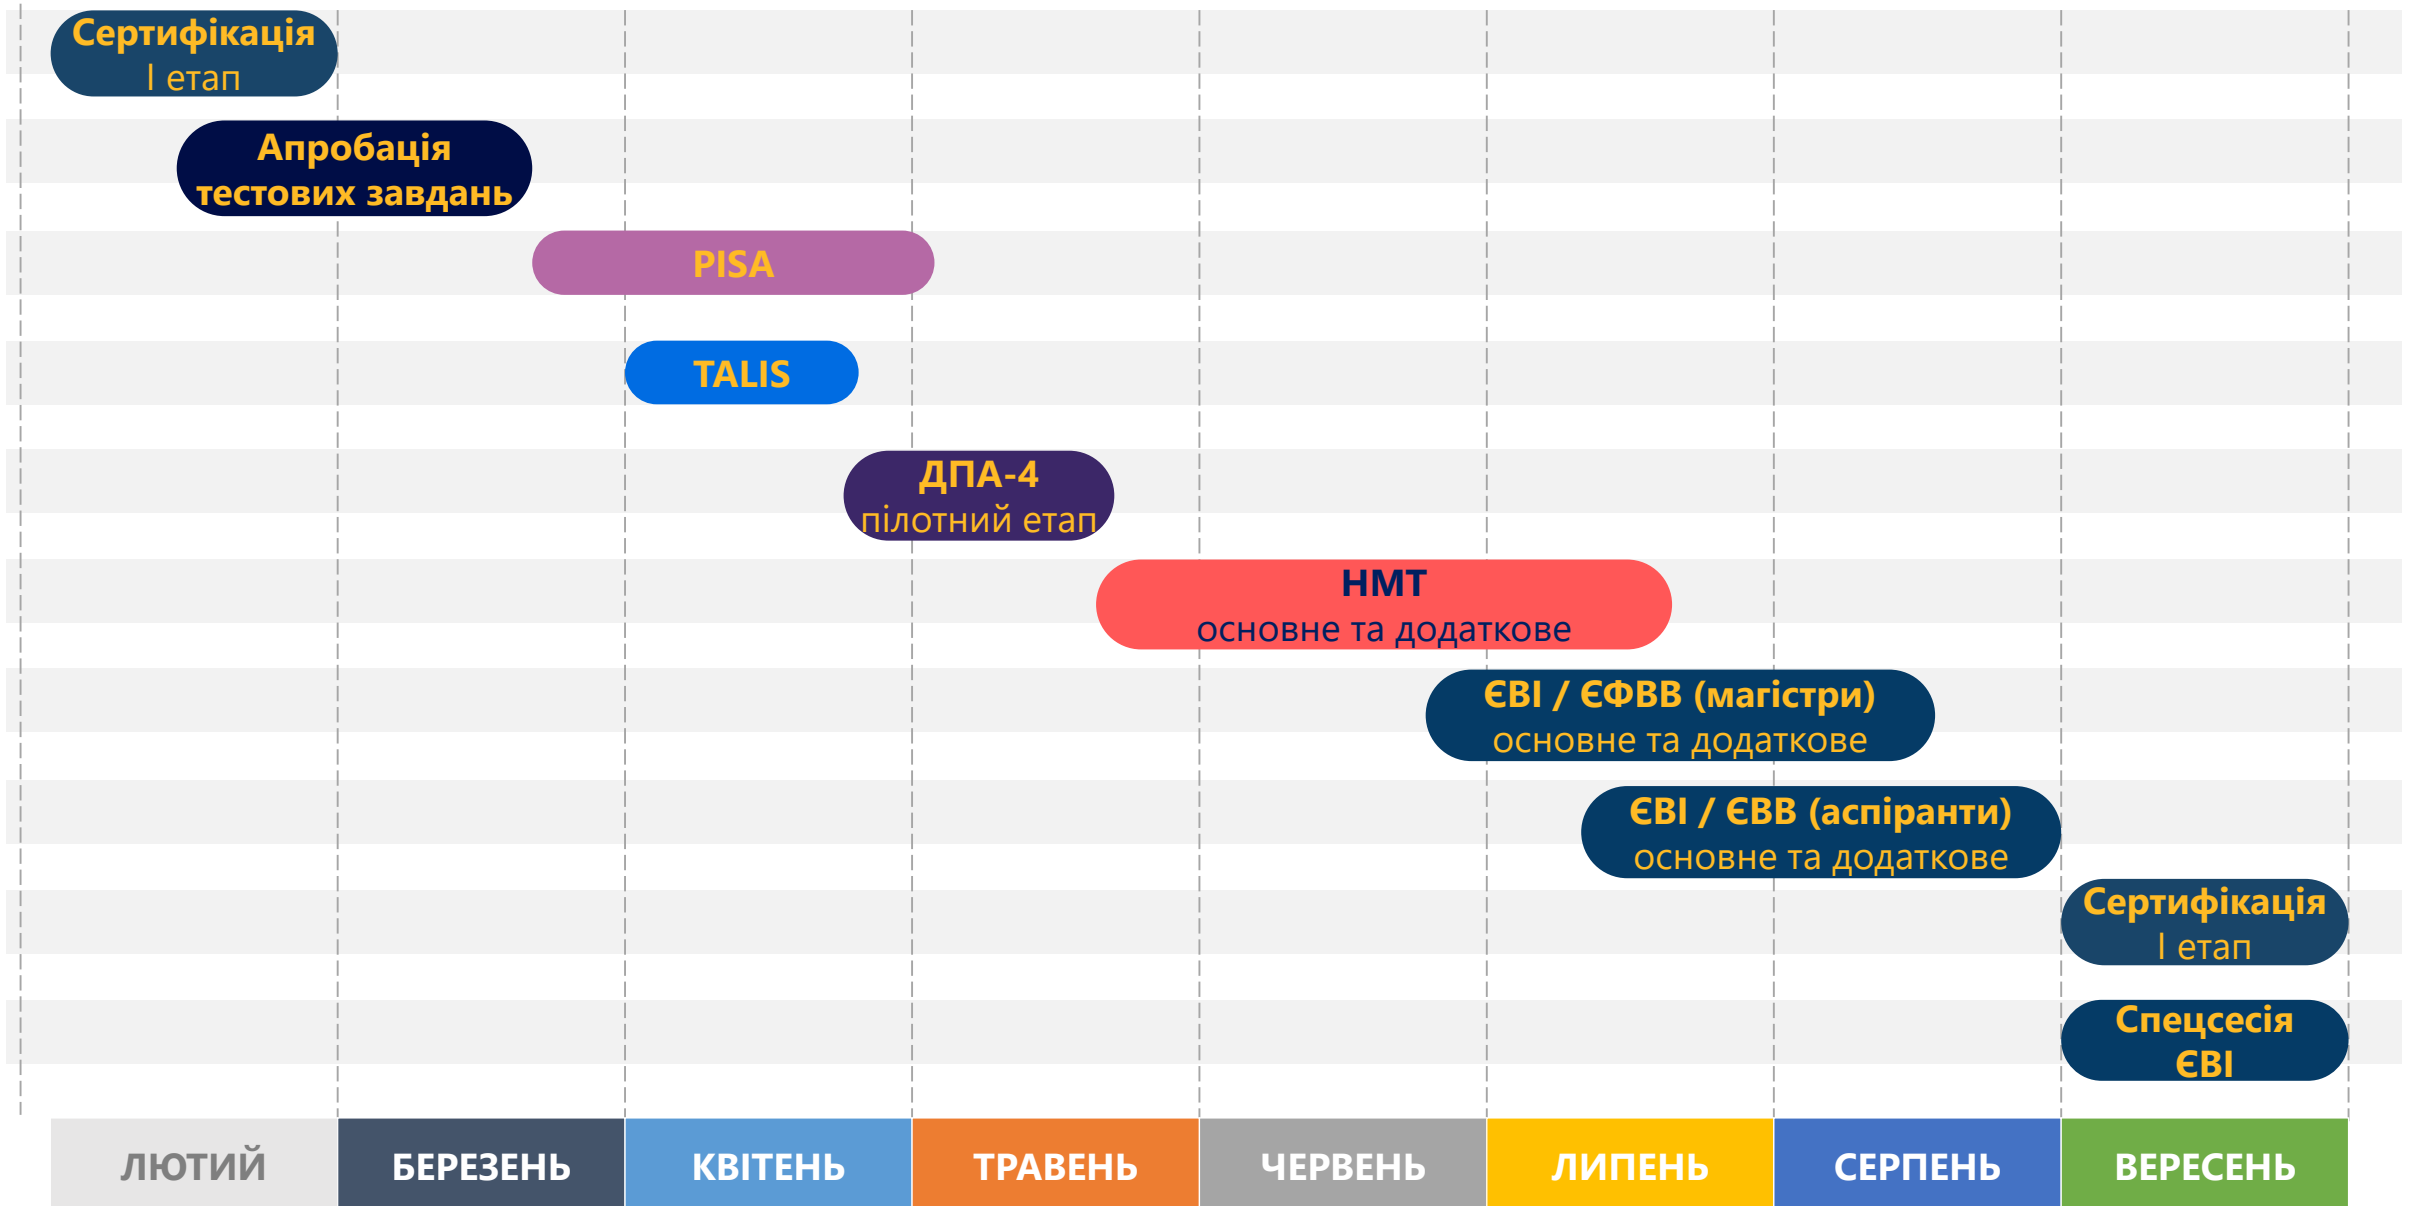 Сертифікація
І етап
Апробація
тестових завдань
PISA
TALIS
ДПА-4
пілотний етап
НМТ
основне та додаткове
ЄВІ / ЄФВВ (магістри)
основне та додаткове
ЄВІ / ЄВВ (аспіранти)
основне та додаткове
Сертифікація
І етап
Спецсесія
ЄВІ
ЛЮТИЙ
БЕРЕЗЕНЬ
КВІТЕНЬ
ТРАВЕНЬ
ЧЕРВЕНЬ
ЛИПЕНЬ
СЕРПЕНЬ
ВЕРЕСЕНЬ